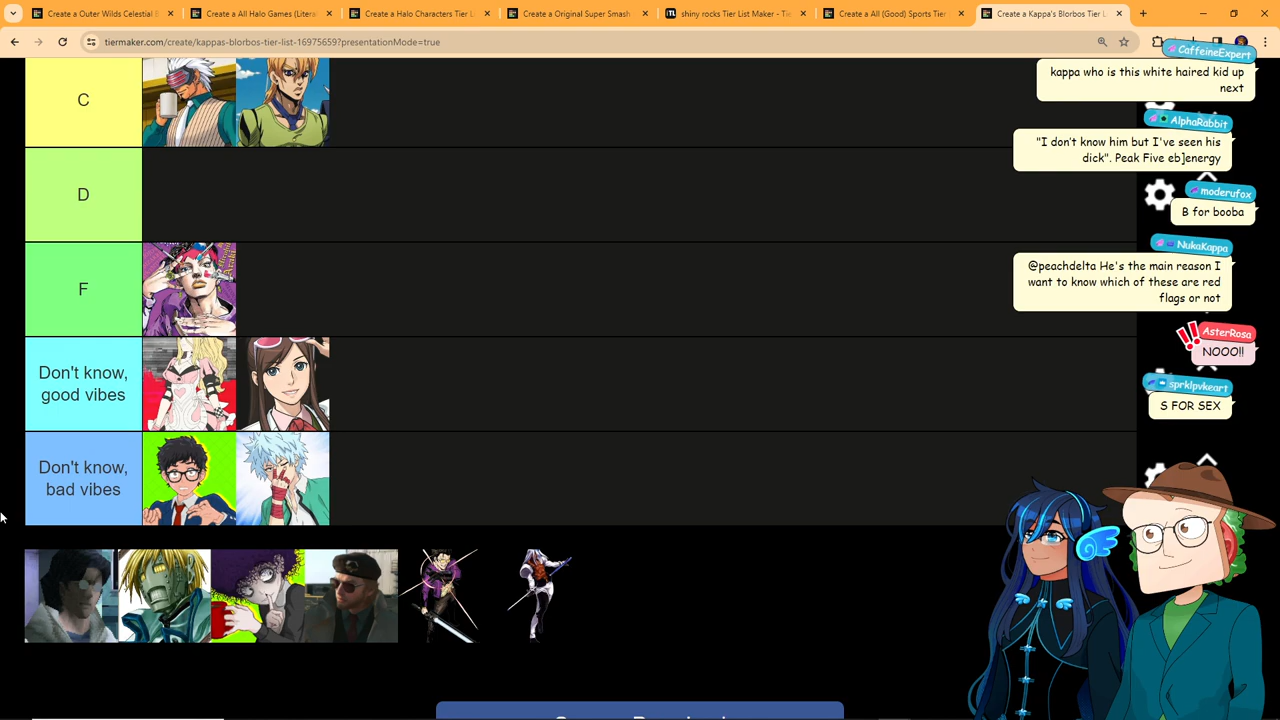 Create a Outer Wilds Celestial B
Create a All Halo Games (Litera
Create a Halo Characters Tier L
Create a Original Super Smash
shiny rocks Tier List Maker - Tie
Create a All (Good) Sports Tier
Create a Kappa's Blorbos Tier L
tiermaker.com/create/kappas-blorbos-tier-list-16975659?presentationMode=true
CaffeineExpert
kappa who is this white haired kid up
next
AlphaRabbit
"I don't know him but I've seen his
dick". Peak Five eb]energy
moderufox
B for booba
NukaKappa
@peachdelta He's the main reason I
want to know which of these are red
flags or not
AsterRosa
NOOO!!
sprklpvkeart
S FOR SEX
C
D
F
Don't know,
good vibes
Don't know,
bad vibes